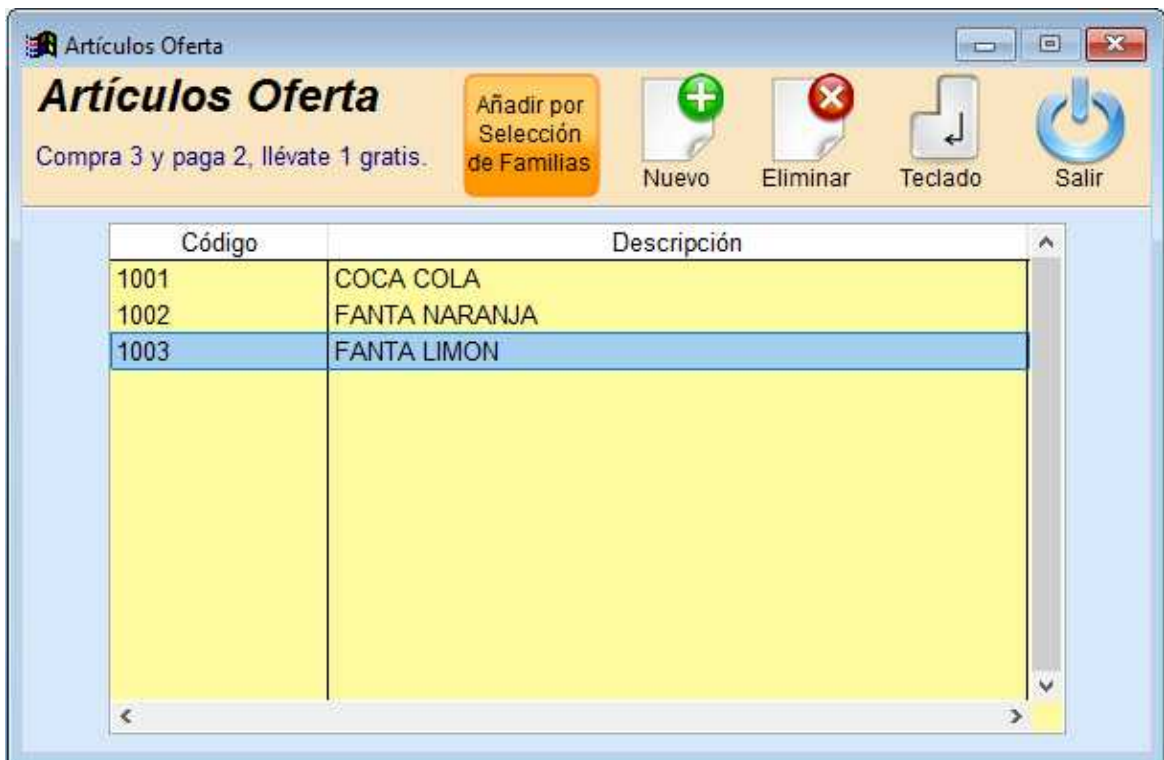 Artículos Oferta
Artículos Oferta
Compra 3 y paga 2, llévate 1 gratis.
Añadir por
Selección
de Familias
Nuevo
Eliminar
Teclado
Salir
Código Descripción
1001 COCA COLA
1002 FANTA NARANJA
1003 FANTA LIMON